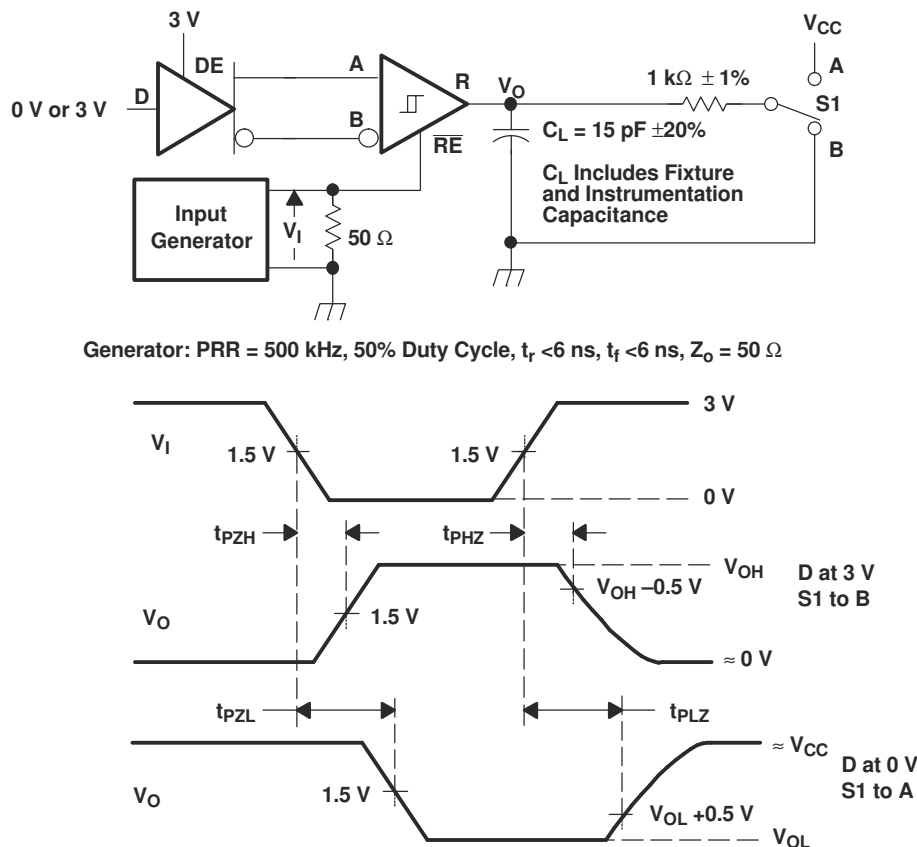 3 V
DE
A
R
VCC
A
0 V or 3 V
D
B
VO
1 kΩ ± 1%
S1
B
RE
CL = 15 pF ±20%
CL Includes Fixture
and Instrumentation
Capacitance
Input
Generator
VI
50 Ω
Generator: PRR = 500 kHz, 50% Duty Cycle, tr <6 ns, tf <6 ns, Zo = 50 Ω
3 V
VI
1.5 V
1.5 V
0 V
tPZH
tPHZ
VOH
D at 3 V
S1 to B
VOH –0.5 V
VO
1.5 V
≈ 0 V
tPZL
tPLZ
≈ VCC
D at 0 V
S1 to A
VO
1.5 V
VOL +0.5 V
VOL